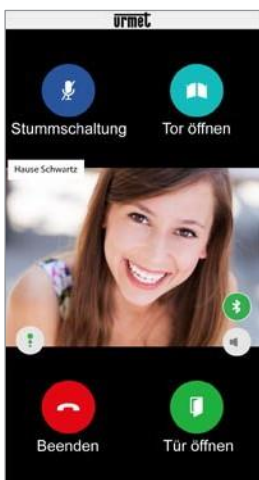 urmet
Stummschaltung
Tor öffnen
Hause Schwartz
Beenden
Tür öffnen